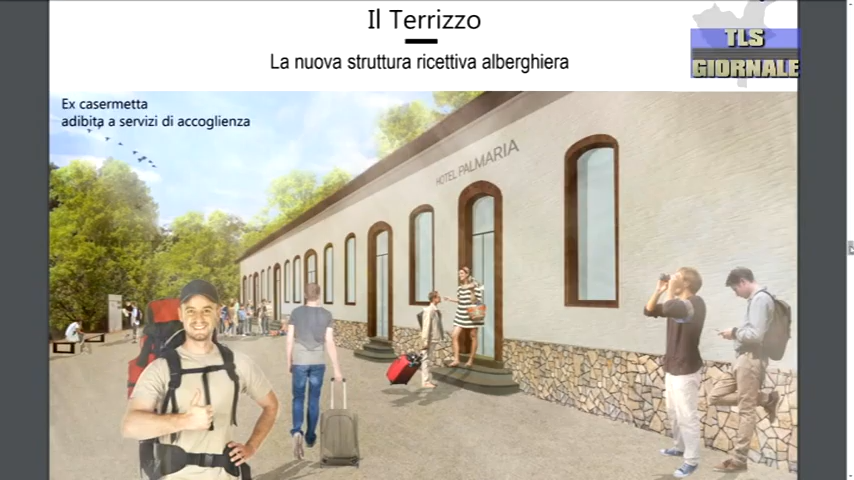 Il Terrizzo
La nuova struttura ricettiva alberghiera
TLS
GIORNALE
Ex casermetta
adibita a servizi di accoglienza
HOTEL PALMARIA